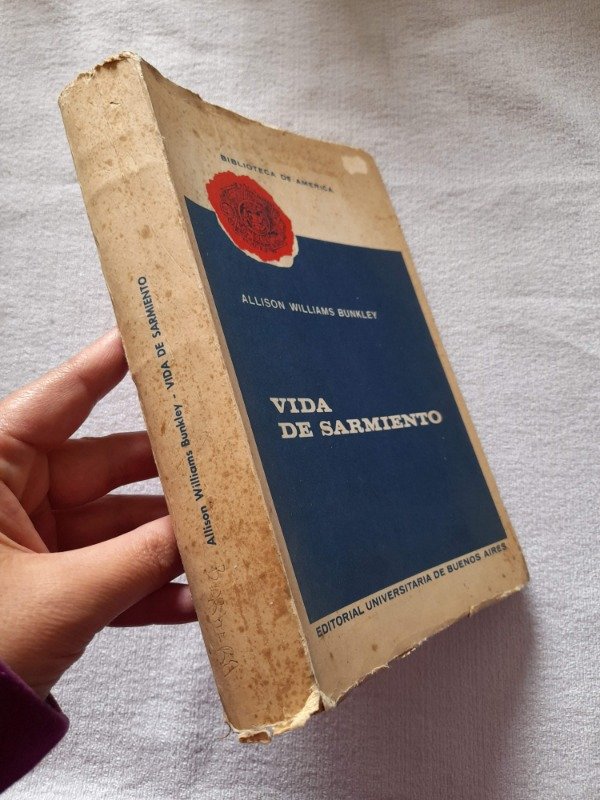 BIBLIOTECA DE AMERICA
ALLISON WILLIAMS BUNKLEY
VIDA
DE SARMIENTO
EDITORIAL UNIVERSITARIA DE BUENOS AIRES
Allison Williams Bunkley - VIDA DE SARMIENTO